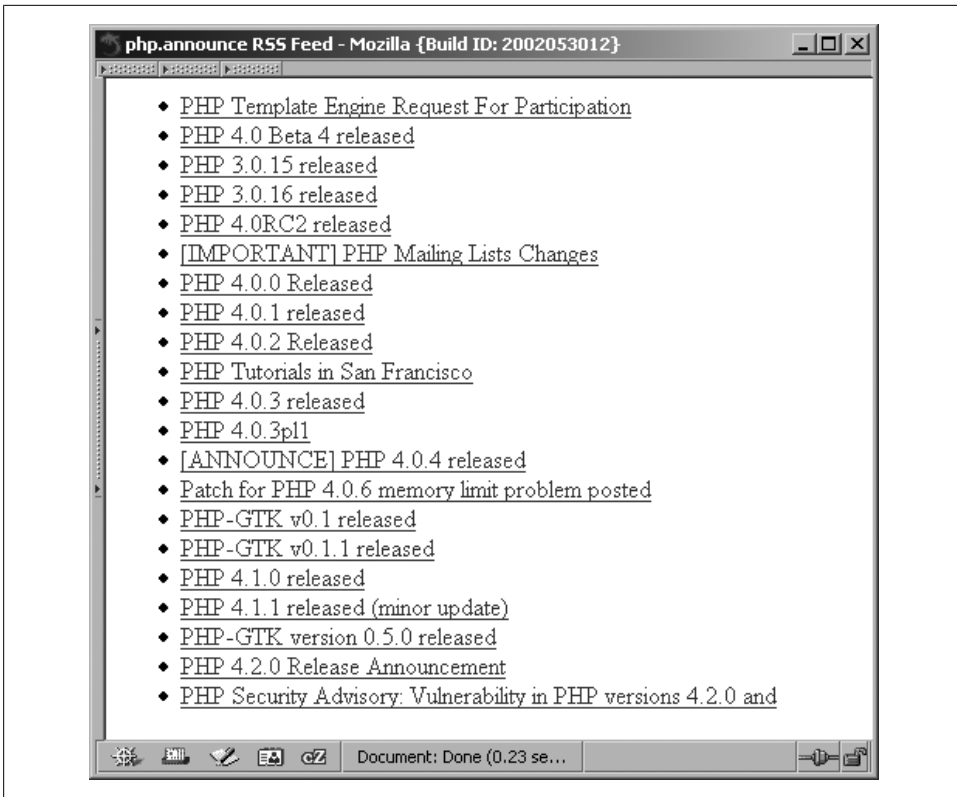 php.announce RSS Feed - Mozilla {Build ID: 2002053012}
PHP Template Engine Request For Participation
PHP 4.0 Beta 4 released
PHP 3.0.15 released
PHP 3.0.16 released
PHP 4.0RC2 released
[IMPORTANT] PHP Mailing Lists Changes
PHP 4.0.0 Released
PHP 4.0.1 released
PHP 4.0.2 Released
PHP Tutorials in San Francisco
PHP 4.0.3 released
PHP 4.0.3pl1
[ANNOUNCE] PHP 4.0.4 released
Patch for PHP 4.0.6 memory limit problem posted
PHP-GTK v0.1 released
PHP-GTK v0.1.1 released
PHP 4.1.0 released
PHP 4.1.1 released (minor update)
PHP-GTK version 0.5.0 released
PHP 4.2.0 Release Announcement
PHP Security Advisory: Vulnerability in PHP versions 4.2.0 and
cZ Document: Done (0.23 se...